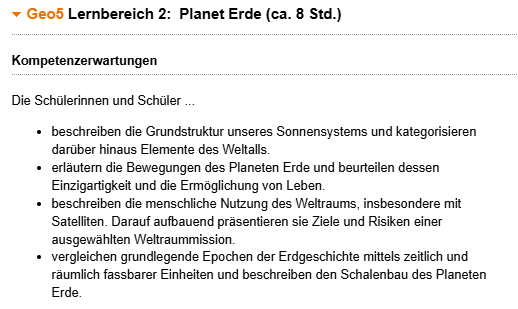 Geo5 Lernbereich 2: Planet Erde (ca. 8 Std.)
Kompetenzerwartungen
Die Schülerinnen und Schüler ...
• beschreiben die Grundstruktur unseres Sonnensystems und kategorisieren
darüber hinaus Elemente des Weltalls.
• erläutern die Bewegungen des Planeten Erde und beurteilen dessen
Einzigartigkeit und die Ermöglichung von Leben.
• beschreiben die menschliche Nutzung des Weltraums, insbesondere mit
Satelliten. Darauf aufbauend präsentieren sie Ziele und Risiken einer
ausgewählten Weltraummission.
• vergleichen grundlegende Epochen der Erdgeschichte mittels zeitlich und
räumlich fassbarer Einheiten und beschreiben den Schalenbau des Planeten
Erde.